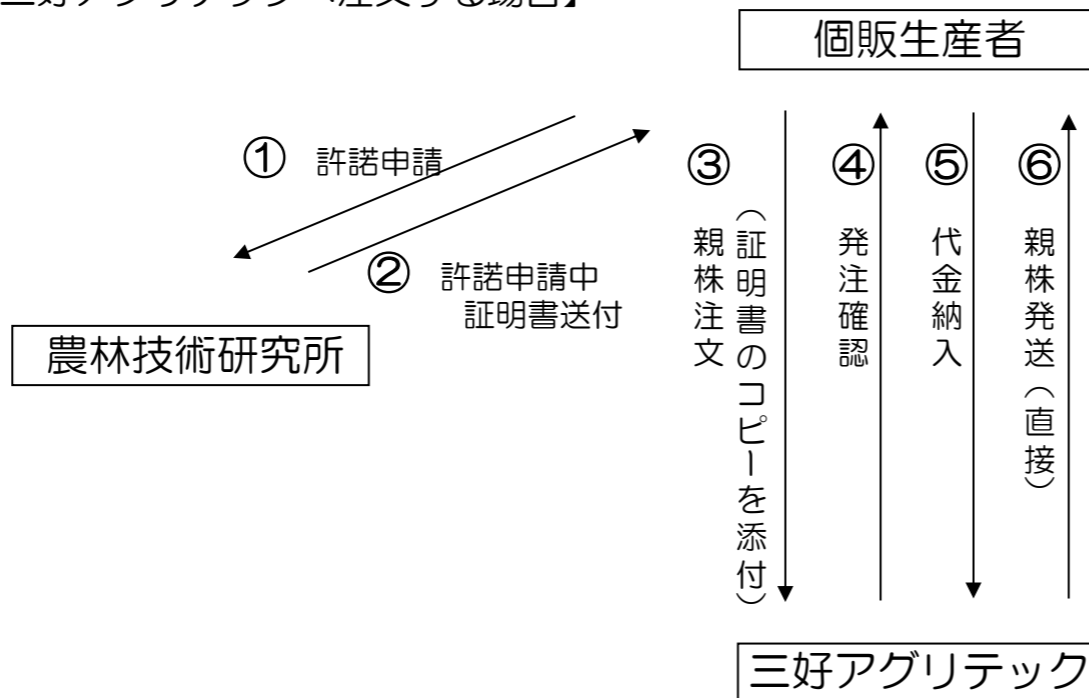 三好アグリテックへ注文する場合】
個販生産者
① 許諾申請
② 許諾申請中
証明書送付
農林技術研究所
③
親株注文
（証明書のコピーを添付）
④
発注確認
⑤
代金納入
⑥
親株発送（直接）
三好アグリテック